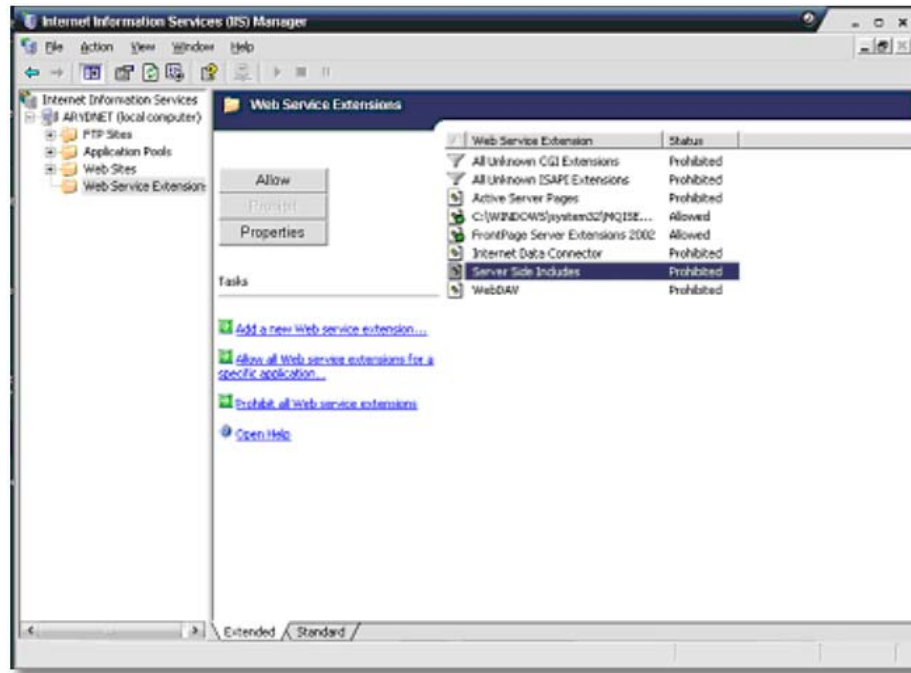 Internet Information Services (IIS) Manager
File Action View Window Help
Internet Information Services
ARYDNET (local computer)
FTP Sites
Application Pools
Web Sites
Web Service Extension
Web Service Extensions
Allow
Prohibit
Properties
Tasks
Add a new Web service extension...
Allow all Web service extensions for a
specific application...
Prohibit all Web service extensions
Open Help
Web Service Extension Status
All Unknown CGI Extensions Prohibited
All Unknown ISAPI Extensions Prohibited
Active Server Pages Prohibited
C:\WINDOWS\system32\MQISE... Allowed
FrontPage Server Extensions 2002 Allowed
Internet Data Connector Prohibited
Server Side Includes Prohibited
WebDAV Prohibited
Extended Standard